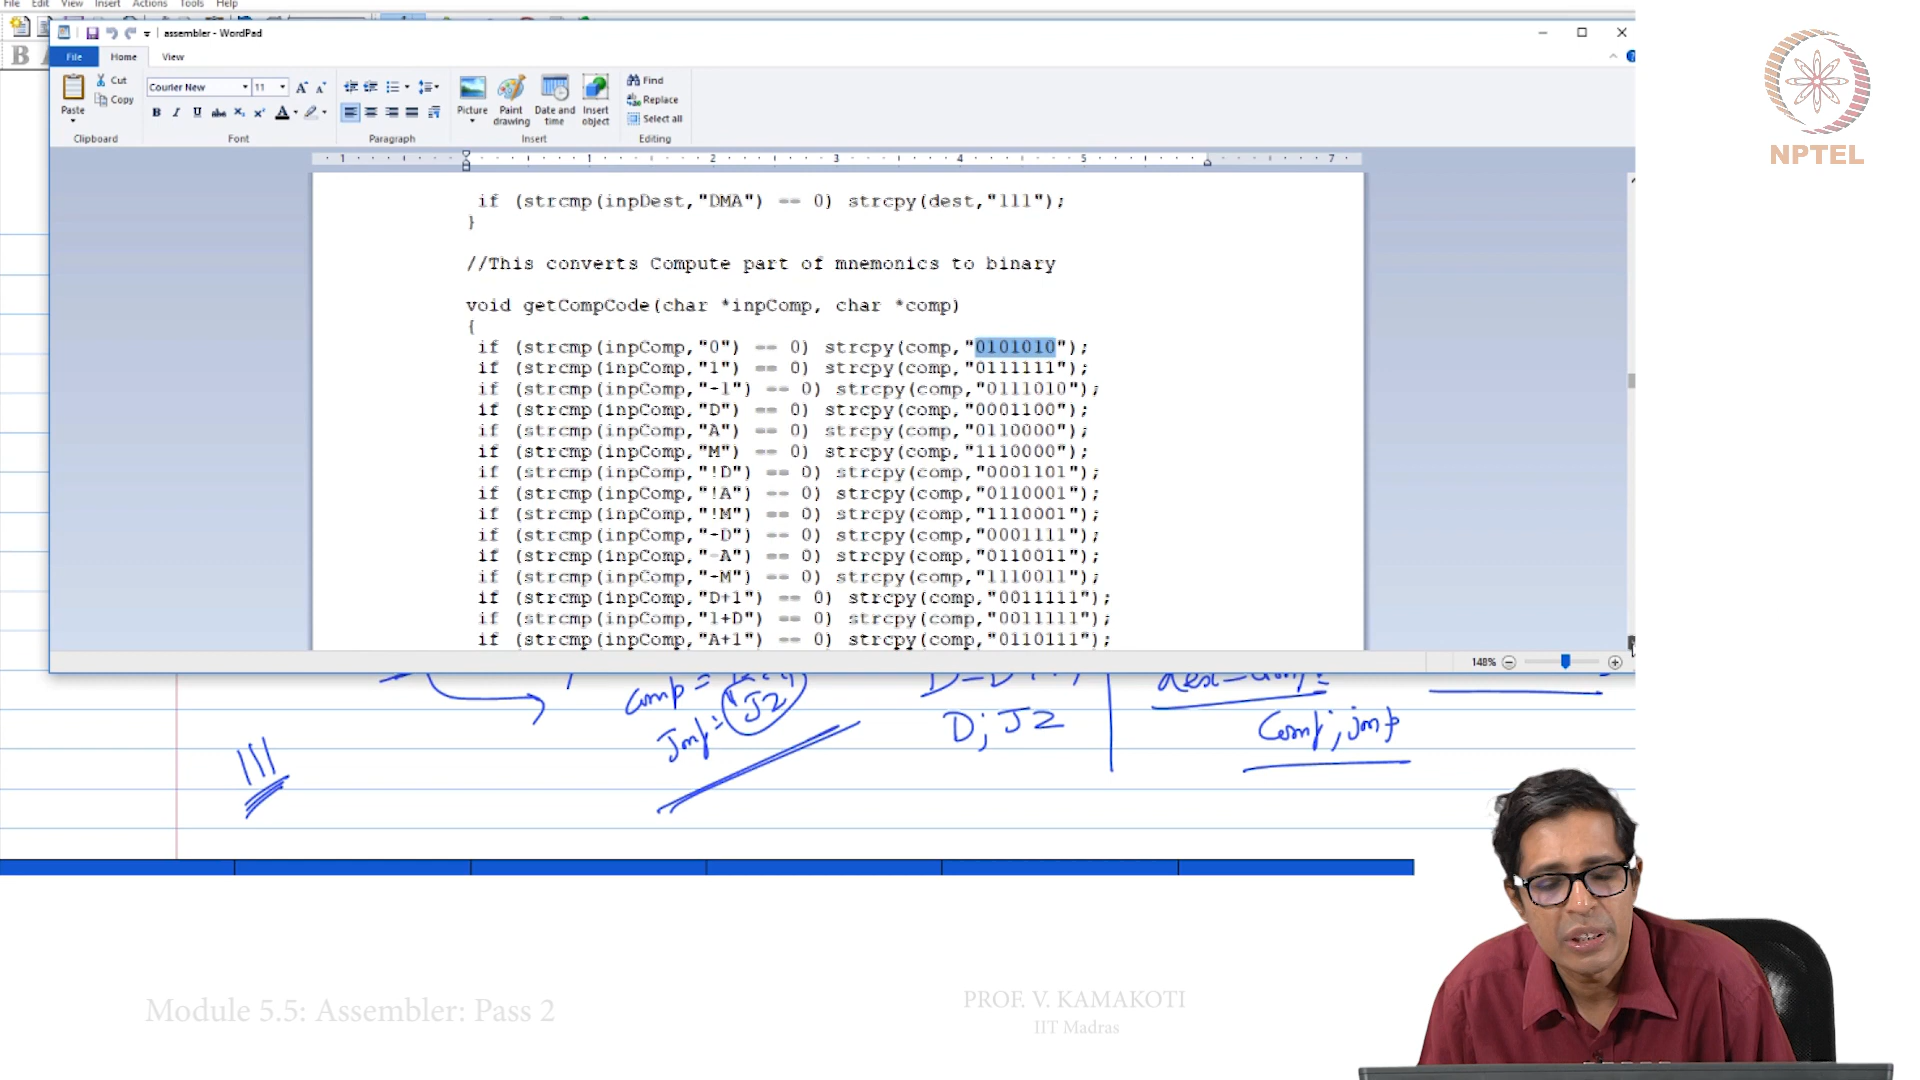 File Edit View Insert Actions Tools Help
assembler - WordPad
File Home View
Paste Cut Copy Courier New 11 Picture Paint drawing Date and time Insert object Find Replace Select all
Clipboard Font Paragraph Insert Editing
1 1 2 3 4 5 7
if (strcmp(inpDest,"DMA") == 0) strcpy(dest,"111");
}
//This converts Compute part of mnemonics to binary
void getCompCode(char *inpComp, char *comp)
{
if (strcmp(inpComp,"0") == 0) strcpy(comp,"0101010");
if (strcmp(inpComp,"1") == 0) strcpy(comp,"0111111");
if (strcmp(inpComp,"-1") == 0) strcpy(comp,"0111010");
if (strcmp(inpComp,"D") == 0) strcpy(comp,"0001100");
if (strcmp(inpComp,"A") == 0) strcpy(comp,"0110000");
if (strcmp(inpComp,"M") == 0) strcpy(comp,"1110000");
if (strcmp(inpComp,"!D") == 0) strcpy(comp,"0001101");
if (strcmp(inpComp,"!A") == 0) strcpy(comp,"0110001");
if (strcmp(inpComp,"!M") == 0) strcpy(comp,"1110001");
if (strcmp(inpComp,"-D") == 0) strcpy(comp,"0001111");
if (strcmp(inpComp,"-A") == 0) strcpy(comp,"0110011");
if (strcmp(inpComp,"-M") == 0) strcpy(comp,"1110011");
if (strcmp(inpComp,"D+1") == 0) strcpy(comp,"0011111");
if (strcmp(inpComp,"1+D") == 0) strcpy(comp,"0011111");
if (strcmp(inpComp,"A+1") == 0) strcpy(comp,"0110111");
148%
comp =
Jmp = JZ
D; JZ
Comp; jmp
111
NPTEL
Module 5.5: Assembler: Pass 2
PROF. V. KAMAKOTI
IIT Madras